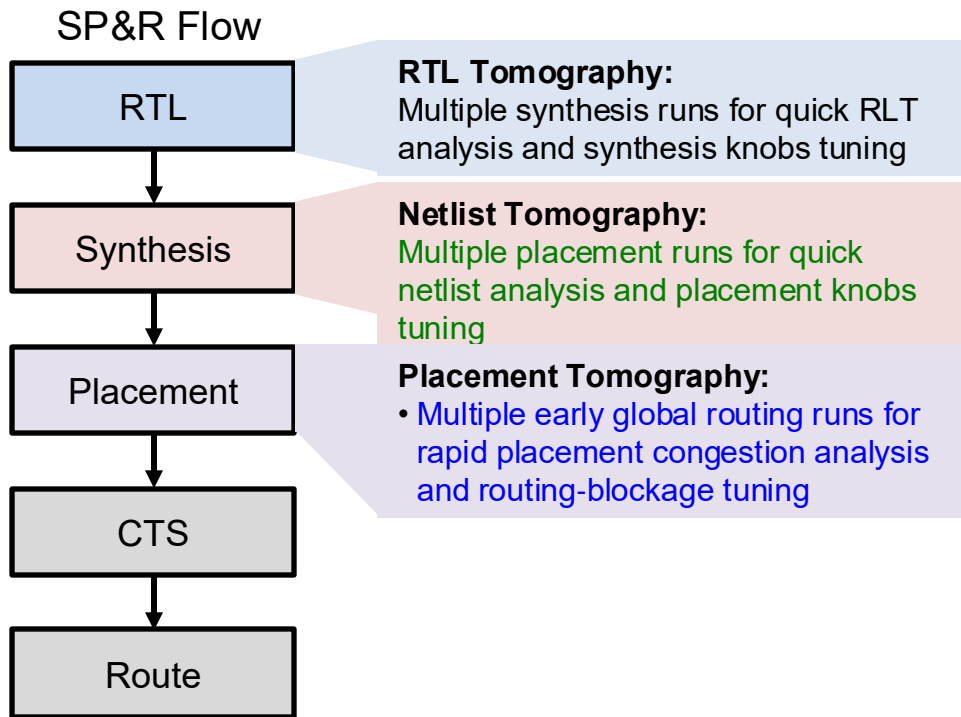 SP&R Flow
RTL
RTL Tomography:
Multiple synthesis runs for quick RLT
analysis and synthesis knobs tuning
Synthesis
Netlist Tomography:
Multiple placement runs for quick
netlist analysis and placement knobs
tuning
Placement
Placement Tomography:
• Multiple early global routing runs for
rapid placement congestion analysis
and routing-blockage tuning
CTS
Route